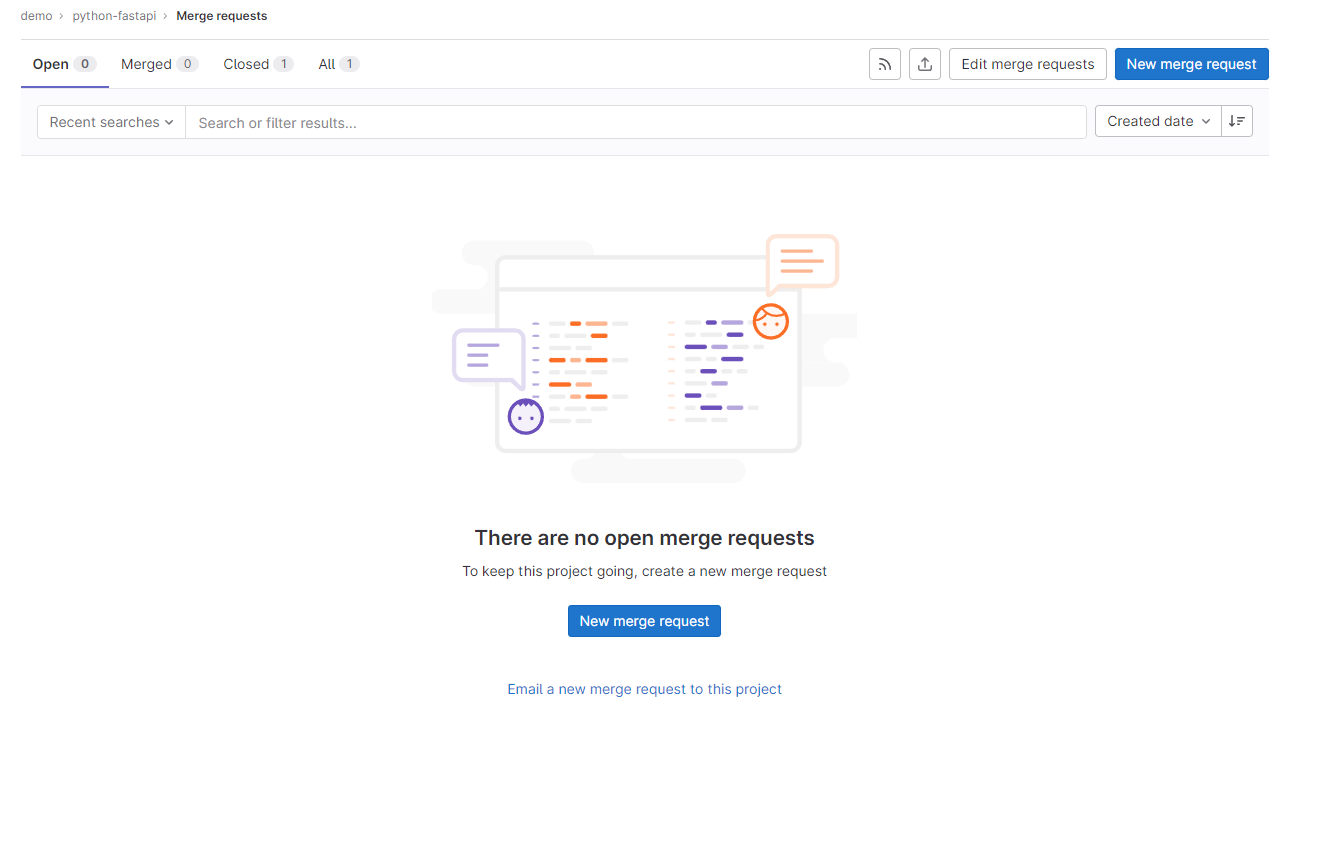 demo › python-fastapi › Merge requests
Open 0 Merged 0 Closed 1 All 1 Edit merge requests New merge request
Recent searches Search or filter results... Created date
There are no open merge requests
To keep this project going, create a new merge request
New merge request
Email a new merge request to this project